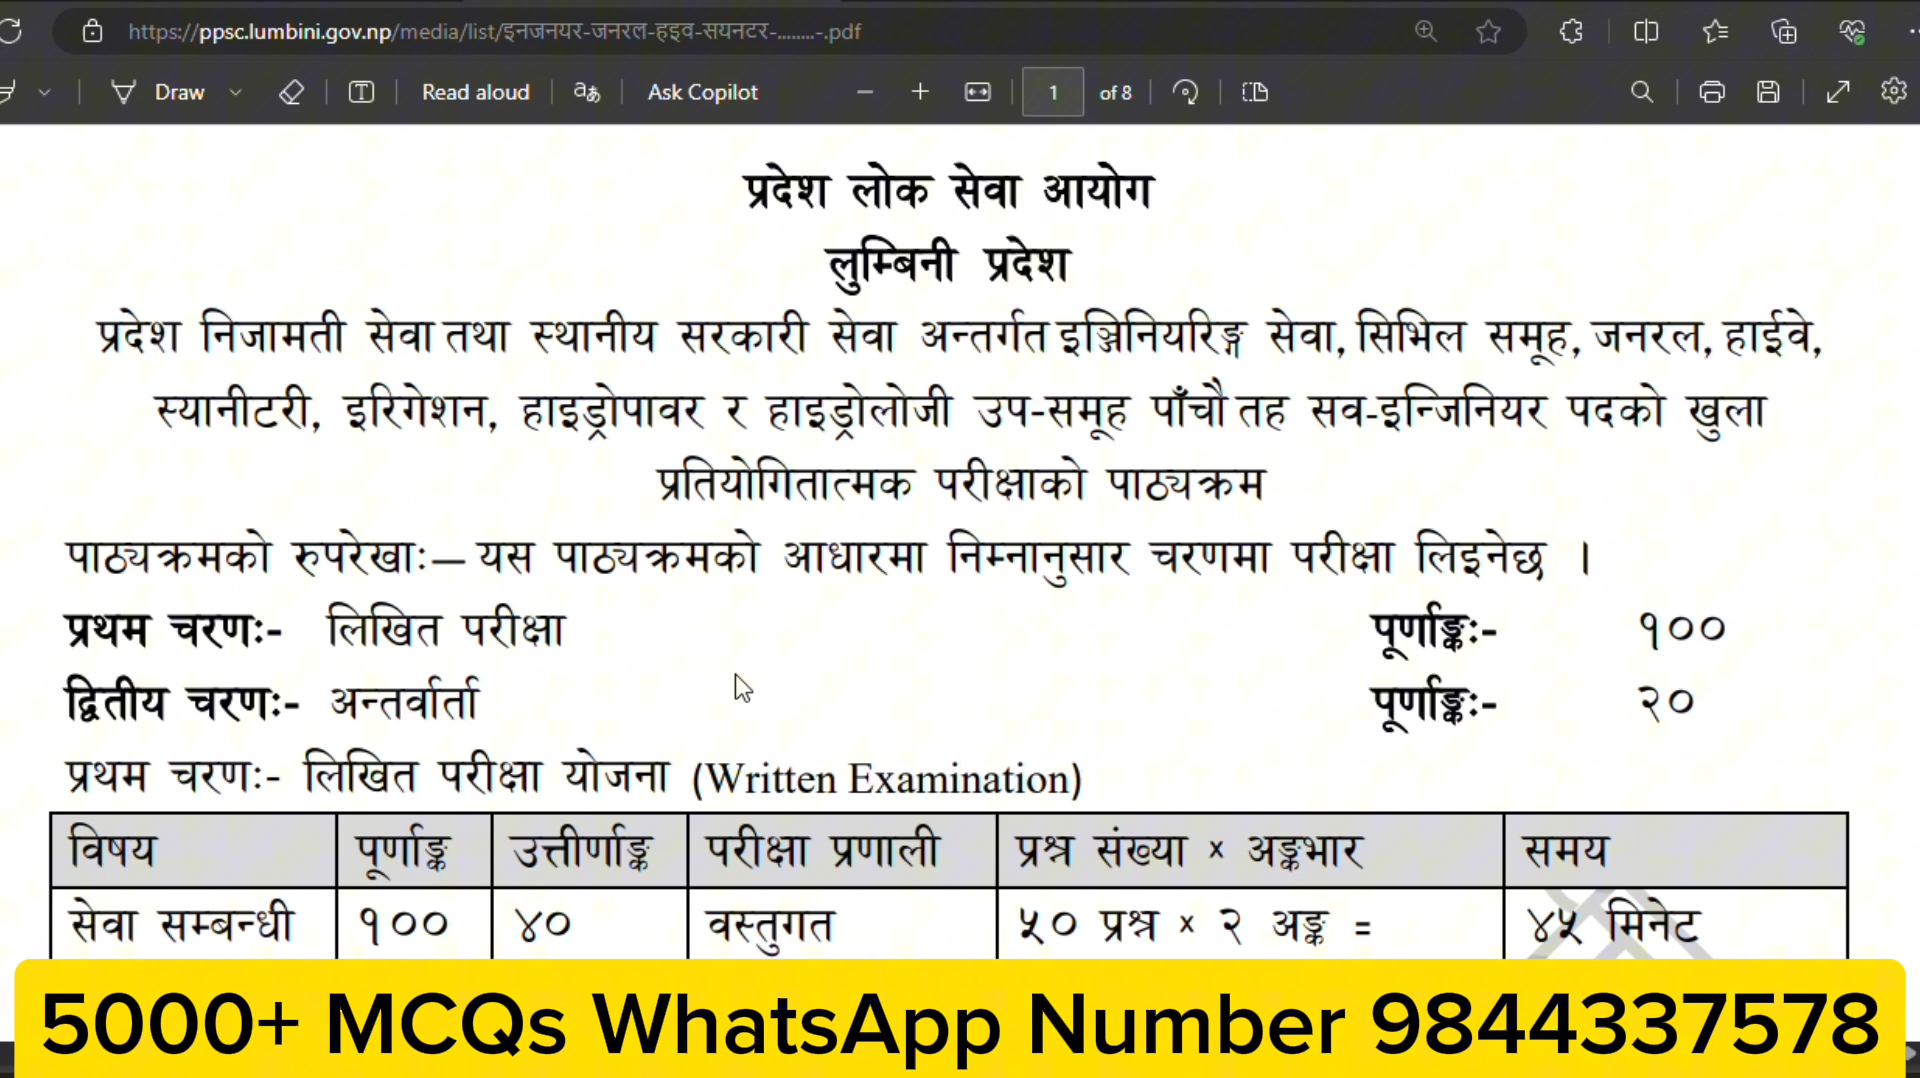 https://ppsc.lumbini.gov.np/media/list/इनजनयर-जनरल-हइव-सयनटर-........-.pdf
Draw Read aloud aあ Ask Copilot 1 of 8
प्रदेश लोक सेवा आयोग
लुम्बिनी प्रदेश
प्रदेश निजामती सेवा तथा स्थानीय सरकारी सेवा अन्तर्गत इञ्जिनियरिङ्ग सेवा, सिभिल समूह, जनरल, हाईवे,
स्यानीटरी, इरिगेशन, हाइड्रोपावर र हाइड्रोलोजी उप-समूह पाँचौ तह सव-इन्जिनियर पदको खुला
प्रतियोगितात्मक परीक्षाको पाठ्यक्रम
पाठ्यक्रमको रुपरेखाः— यस पाठ्यक्रमको आधारमा निम्नानुसार चरणमा परीक्षा लिइनेछ ।
प्रथम चरणः- लिखित परीक्षा पूर्णाङ्कः- १००
द्वितीय चरणः- अन्तर्वार्ता पूर्णाङ्कः- २०
प्रथम चरणः- लिखित परीक्षा योजना (Written Examination)
विषय पूर्णाङ्क उत्तीर्णाङ्क परीक्षा प्रणाली प्रश्न संख्या × अङ्कभार समय
सेवा सम्बन्धी १०० ४० वस्तुगत ५० प्रश्न × २ अङ्क = ४५ मिनेट
5000+ MCQs WhatsApp Number 9844337578